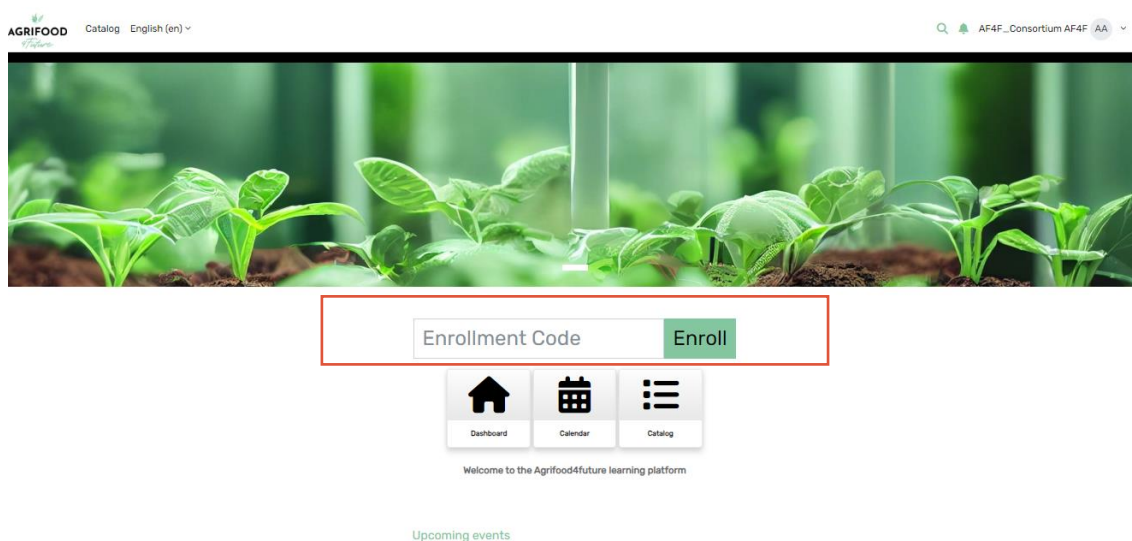 AGRIFOOD
4Future
Catalog English (en)
AF4F_Consortium AF4F AA
Enrollment Code Enroll
Dashboard Calendar Catalog
Welcome to the Agrifood4future learning platform
Upcoming events